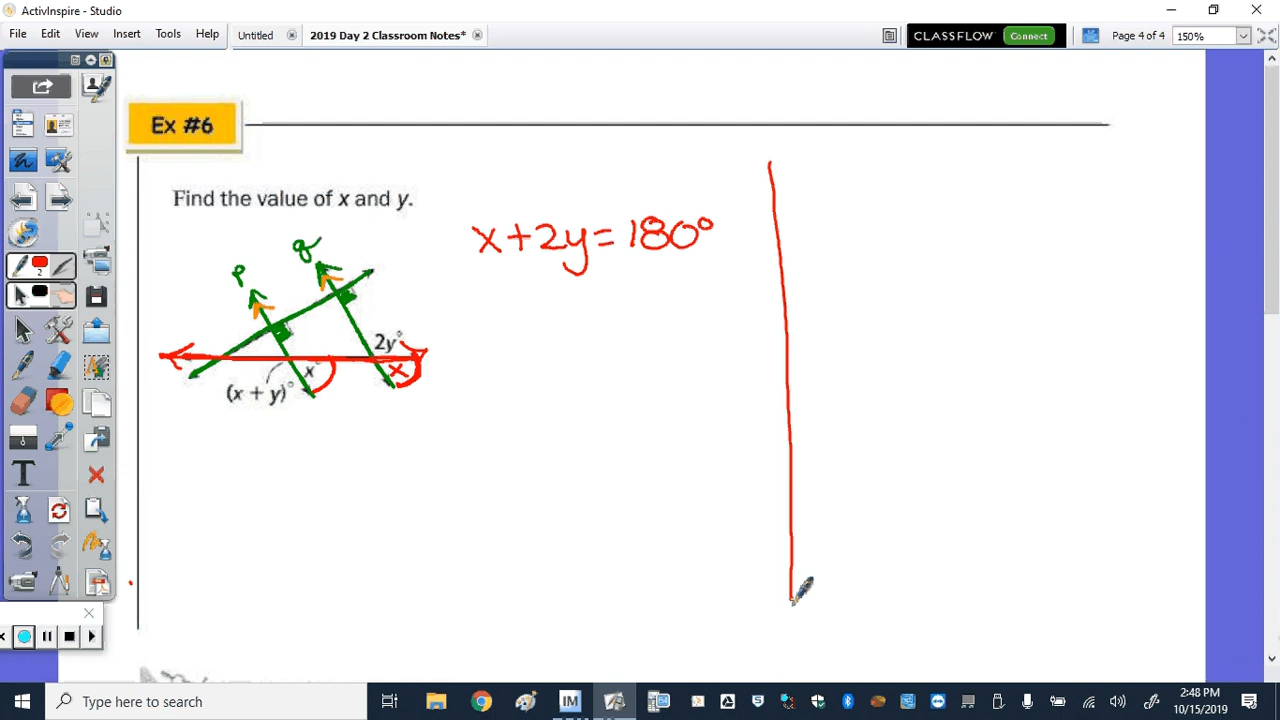 ActivInspire - Studio
File Edit View Insert Tools Help Untitled 2019 Day 2 Classroom Notes* CLASSFLOW Connect Page 4 of 4 150%
Ex #6
Find the value of x and y.
x+2y=180°
q
p
2y°
x°
x
(x + y)°
2
T
Type here to search
IM
2:48 PM
10/15/2019